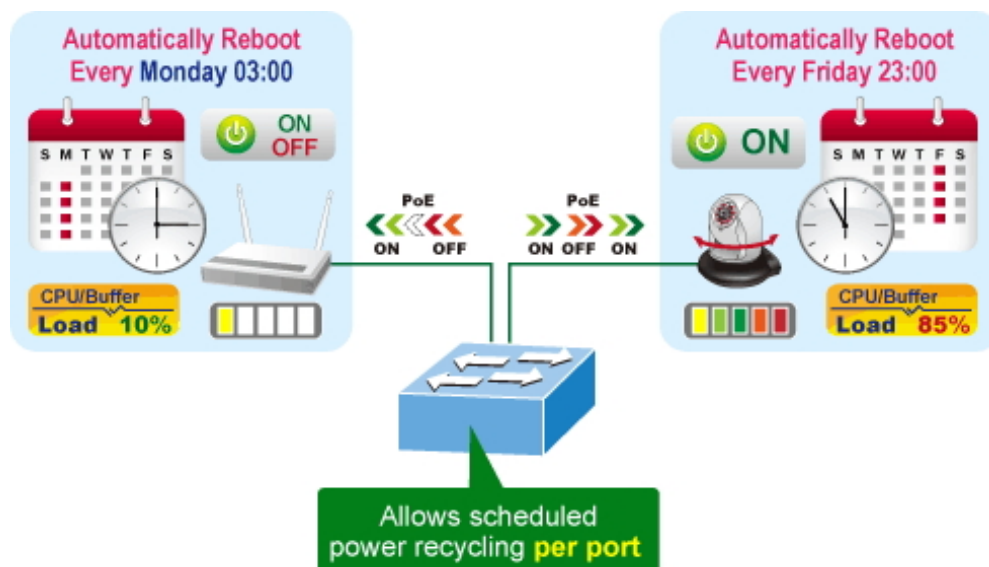 Automatically Reboot
Every Monday 03:00
S M T W T F S
ON
OFF
CPU/Buffer
Load 10%
PoE
ON OFF
PoE
ON OFF ON
Automatically Reboot
Every Friday 23:00
ON
S M T W T F S
CPU/Buffer
Load 85%
Allows scheduled
power recycling per port